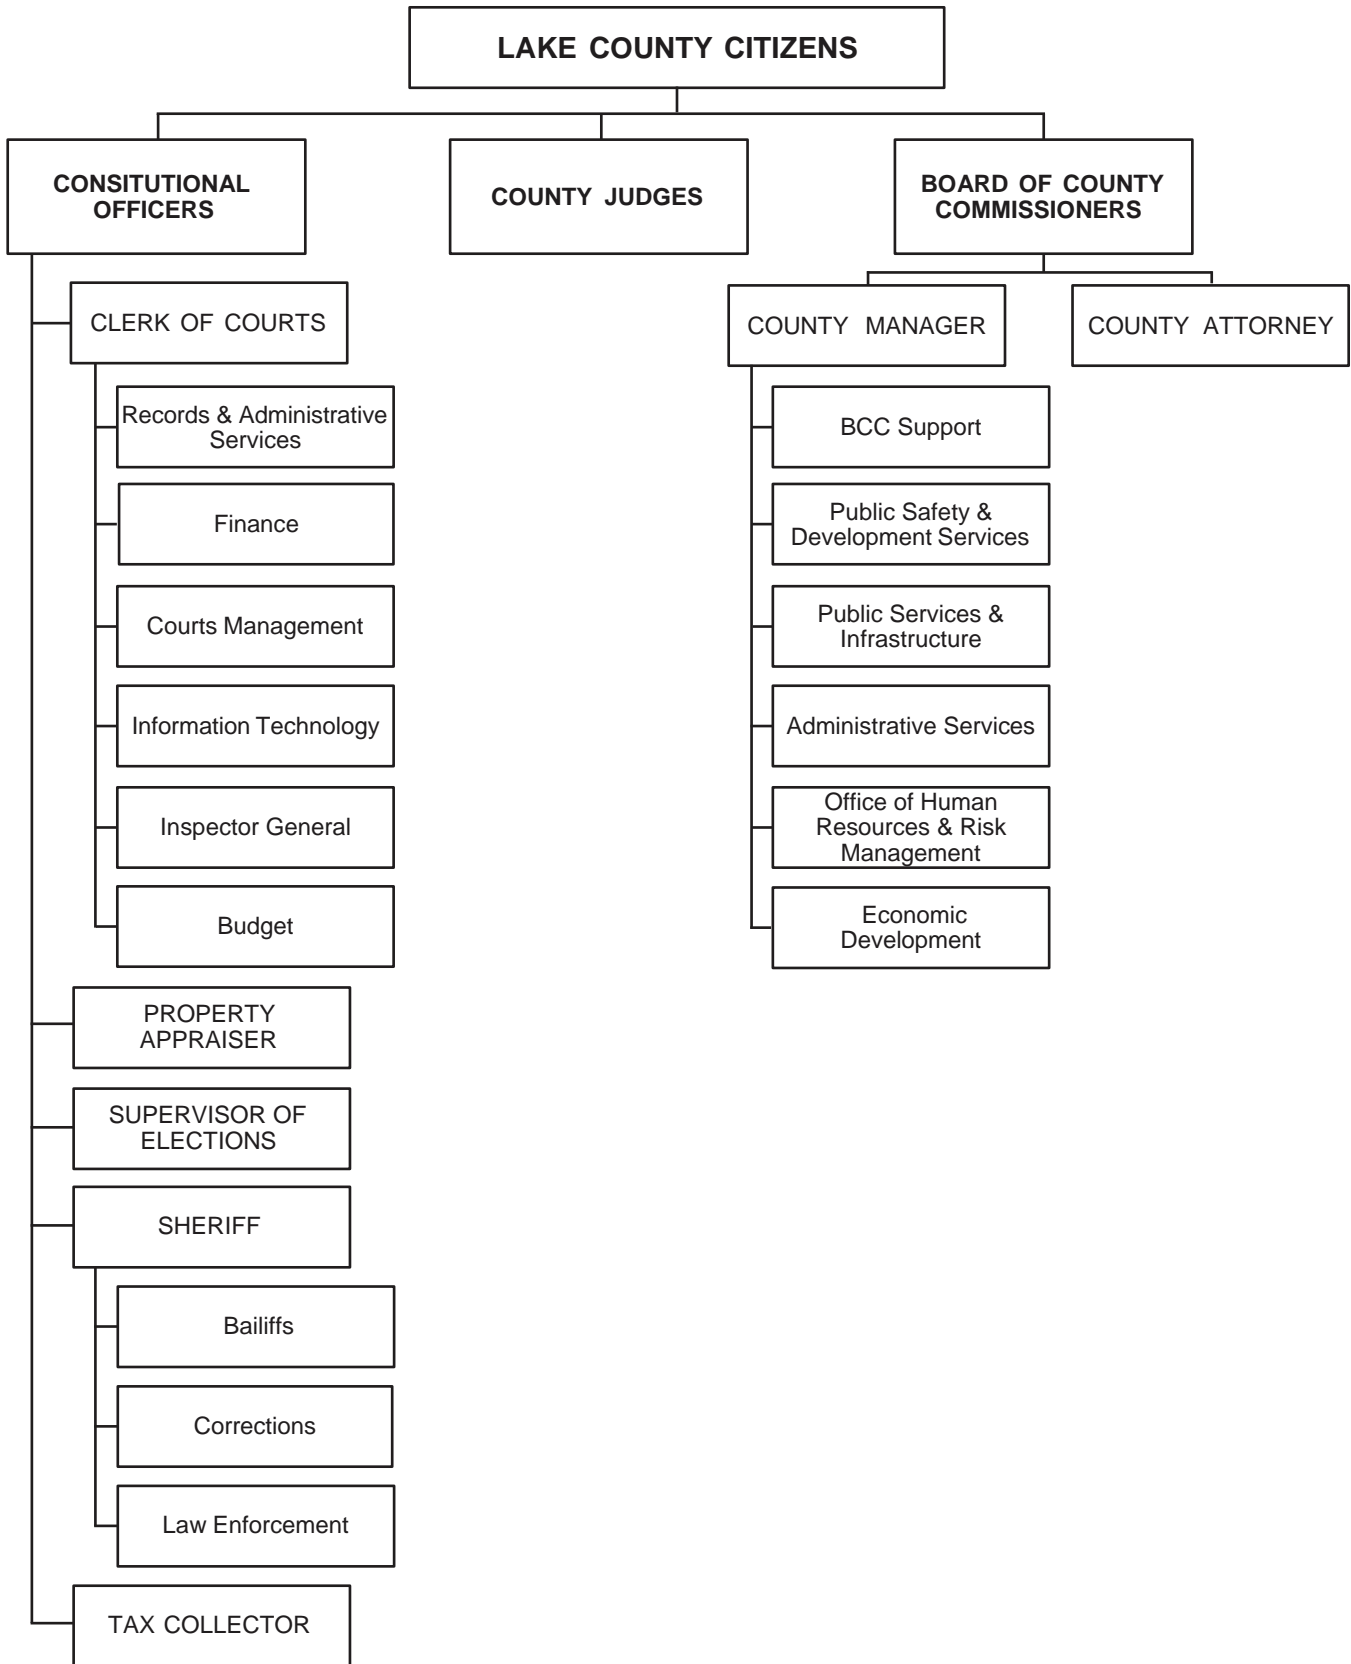 LAKE COUNTY CITIZENS
CONSITUTIONAL
OFFICERS
COUNTY JUDGES
BOARD OF COUNTY
COMMISSIONERS
CLERK OF COURTS
Records & Administrative
Services
Finance
Courts Management
Information Technology
Inspector General
Budget
PROPERTY
APPRAISER
SUPERVISOR OF
ELECTIONS
SHERIFF
Bailiffs
Corrections
Law Enforcement
TAX COLLECTOR
COUNTY MANAGER
BCC Support
Public Safety &
Development Services
Public Services &
Infrastructure
Administrative Services
Office of Human
Resources & Risk
Management
Economic
Development
COUNTY ATTORNEY